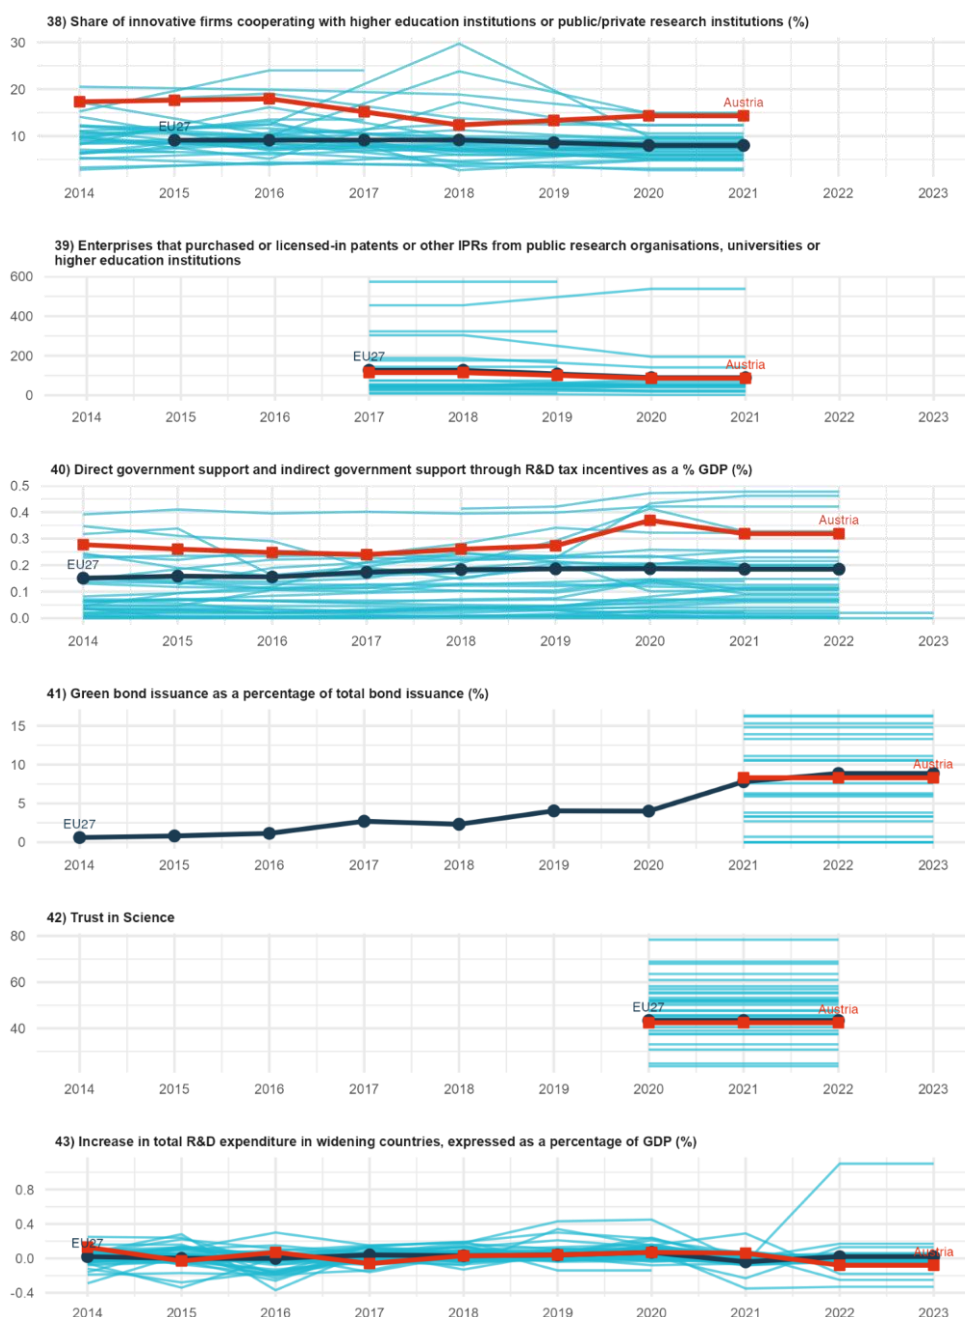 38) Share of innovative firms cooperating with higher education institutions or public/private research institutions (%)
30
20
10
EU27
Austria
2014 2015 2016 2017 2018 2019 2020 2021 2022 2023
39) Enterprises that purchased or licensed-in patents or other IPRs from public research organisations, universities or
higher education institutions
600
400
200
0
EU27
Austria
2014 2015 2016 2017 2018 2019 2020 2021 2022 2023
40) Direct government support and indirect government support through R&D tax incentives as a % GDP (%)
0.5
0.4
0.3
0.2
0.1
0.0
EU27
Austria
2014 2015 2016 2017 2018 2019 2020 2021 2022 2023
41) Green bond issuance as a percentage of total bond issuance (%)
15
10
5
0
EU27
Austria
2014 2015 2016 2017 2018 2019 2020 2021 2022 2023
42) Trust in Science
80
60
40
EU27
Austria
2014 2015 2016 2017 2018 2019 2020 2021 2022 2023
43) Increase in total R&D expenditure in widening countries, expressed as a percentage of GDP (%)
0.8
0.4
0.0
-0.4
EU27
Austria
2014 2015 2016 2017 2018 2019 2020 2021 2022 2023